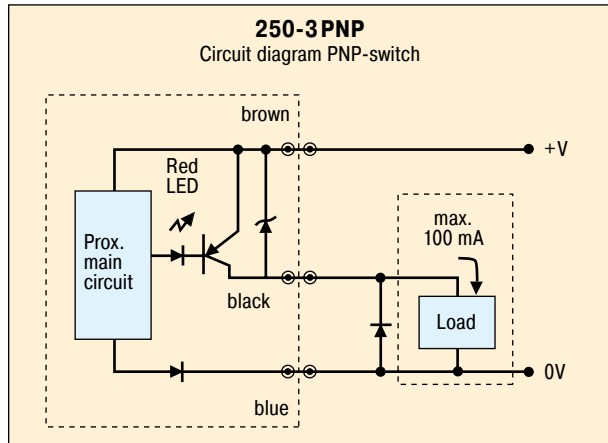 250-3 PNP
Circuit diagram PNP-switch
brown
+V
Red
LED
max.
100 mA
Prox.
main
circuit
black
Load
0V
blue